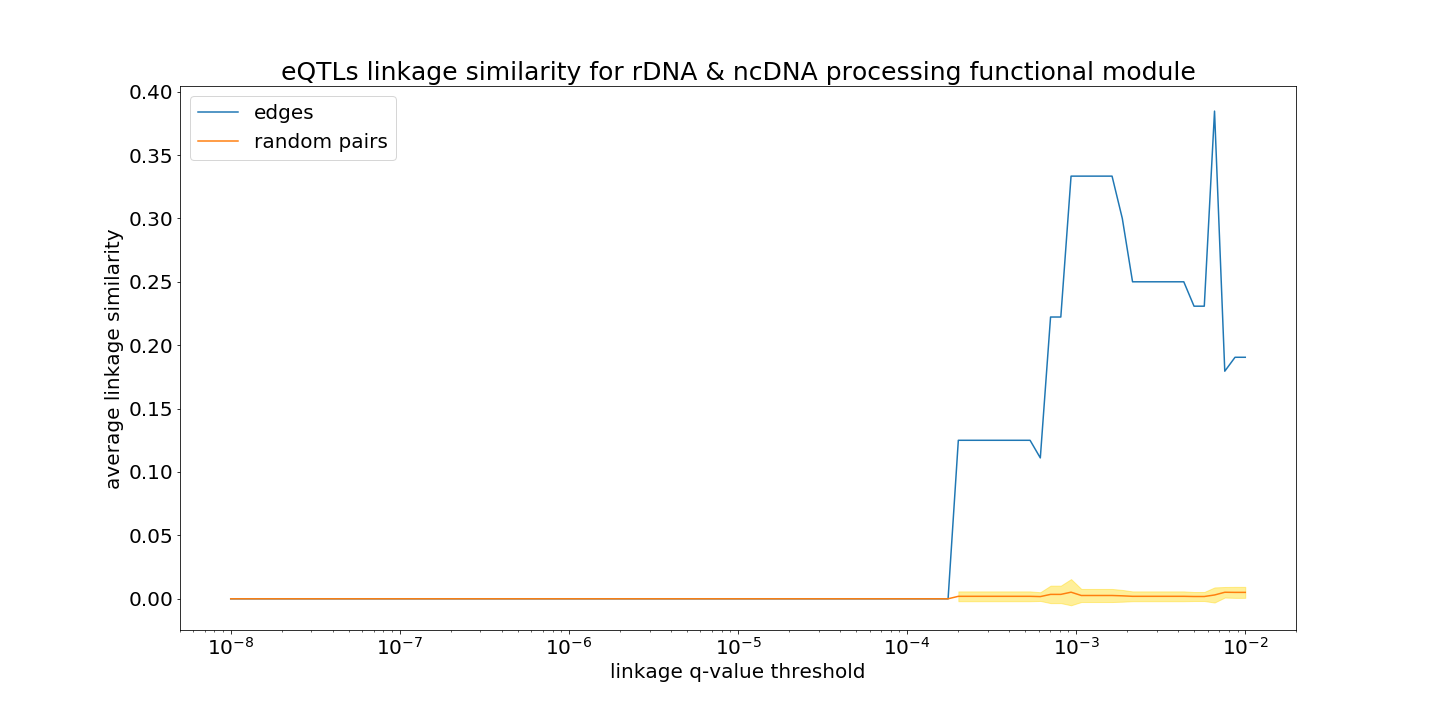 eQTLs linkage similarity for rDNA & ncDNA processing functional module
edges
random pairs
average linkage similarity
0.40
0.35
0.30
0.25
0.20
0.15
0.10
0.05
0.00
10⁻⁸ 10⁻⁷ 10⁻⁶ 10⁻⁵ 10⁻⁴ 10⁻³ 10⁻²
linkage q-value threshold